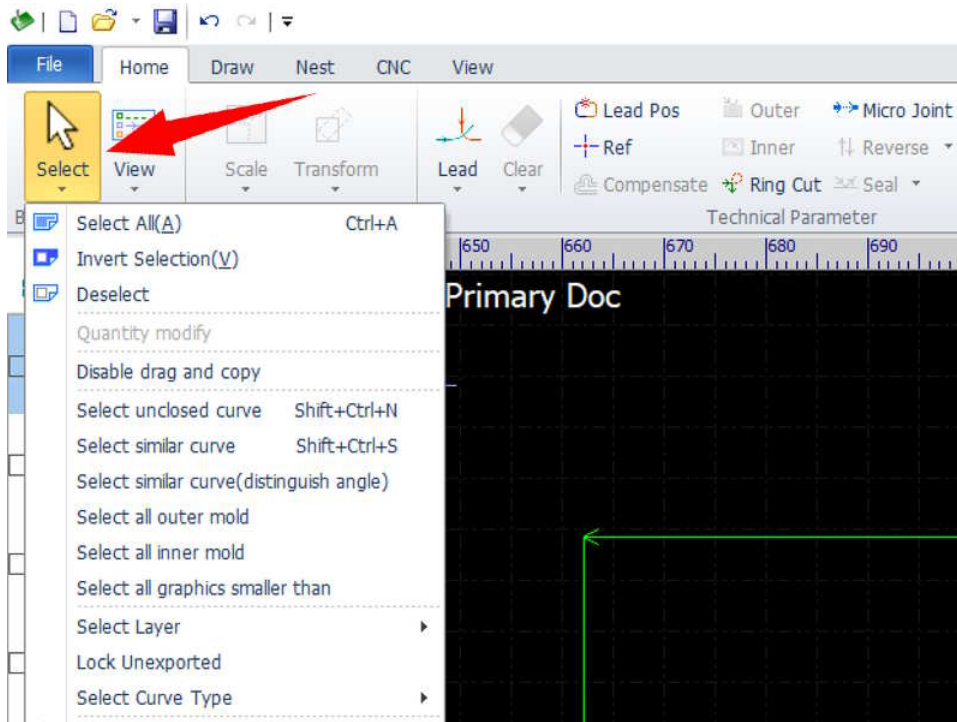 File Home Draw Nest CNC View
Select View Scale Transform Lead Clear
Lead Pos Outer Micro Joint
Ref Inner Reverse
Compensate Ring Cut Seal
Technical Parameter
Select All(A) Ctrl+A
Invert Selection(V)
Deselect
Quantity modify
Disable drag and copy
Select unclosed curve Shift+Ctrl+N
Select similar curve Shift+Ctrl+S
Select similar curve(distinguish angle)
Select all outer mold
Select all inner mold
Select all graphics smaller than
Select Layer
Lock Unexported
Select Curve Type
650 660 670 680 690
Primary Doc